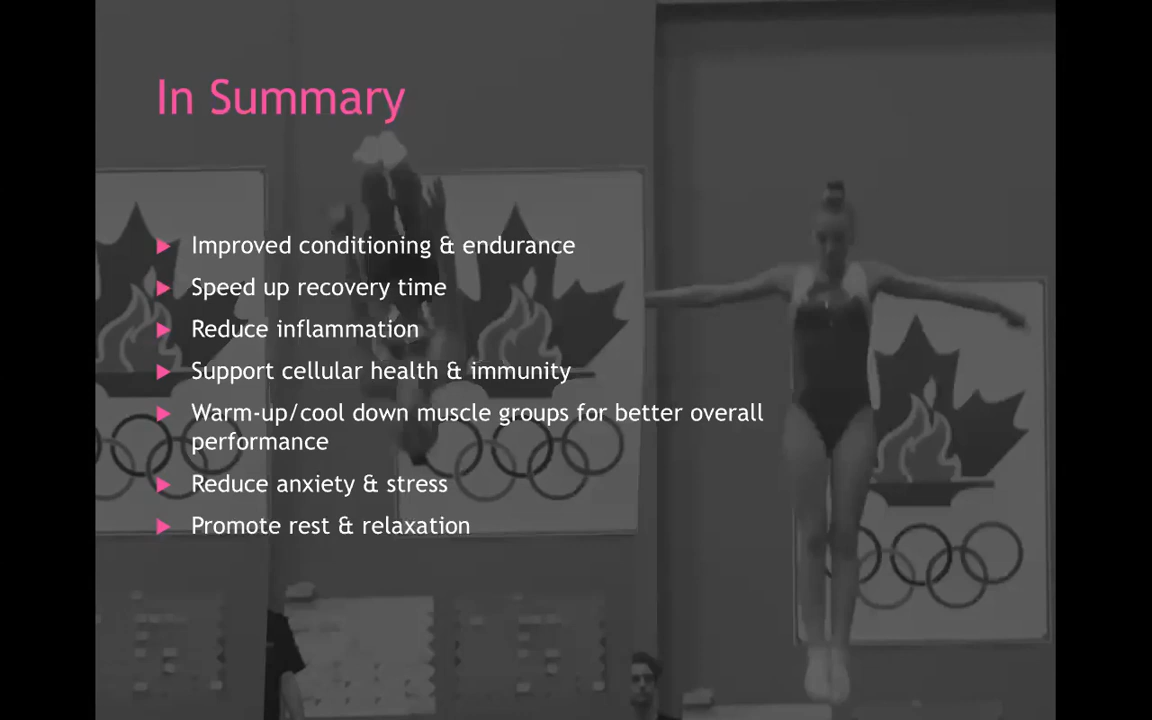 In Summary
Improved conditioning & endurance
Speed up recovery time
Reduce inflammation
Support cellular health & immunity
Warm-up/cool down muscle groups for better overall
performance
Reduce anxiety & stress
Promote rest & relaxation